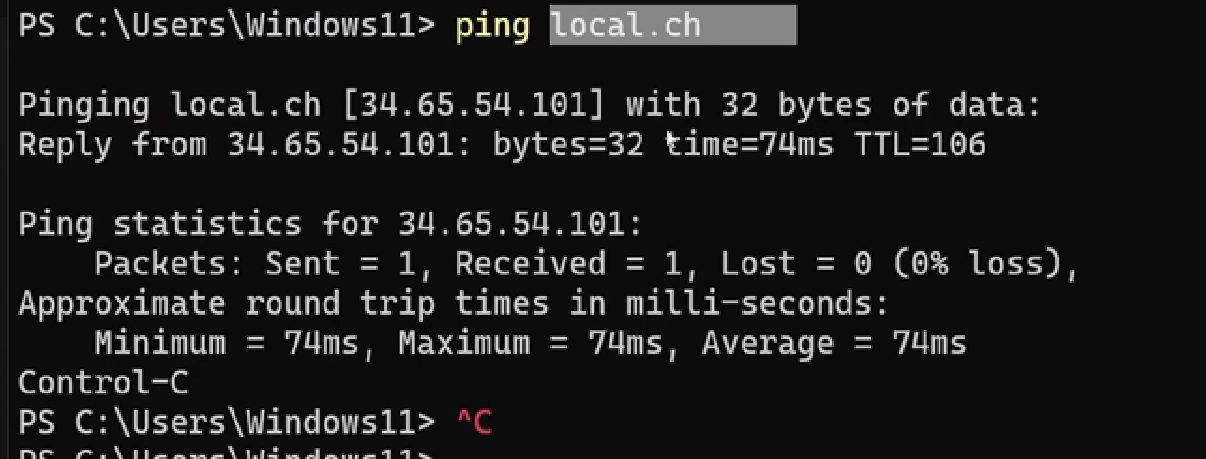 PS C:\Users\Windows11> ping local.ch
Pinging local.ch [34.65.54.101] with 32 bytes of data:
Reply from 34.65.54.101: bytes=32 time=74ms TTL=106
Ping statistics for 34.65.54.101:
Packets: Sent = 1, Received = 1, Lost = 0 (0% loss),
Approximate round trip times in milli-seconds:
Minimum = 74ms, Maximum = 74ms, Average = 74ms
Control-C
PS C:\Users\Windows11> ^C
PS C:\Users\Windows11>